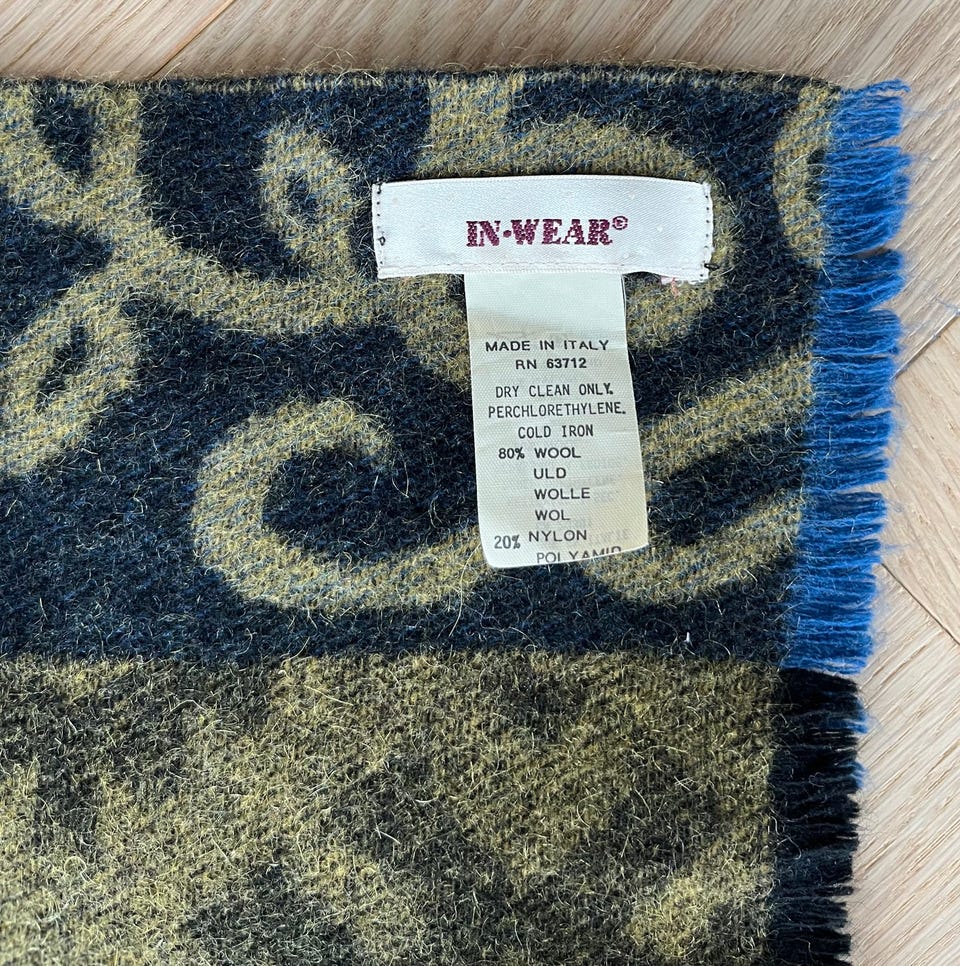 IN·WEAR®
MADE IN ITALY
RN 63712
DRY CLEAN ONLY.
PERCHLORETHYLENE.
COLD IRON
80% WOOL
ULD
WOLLE
WOL
20% NYLON
POLYAMID